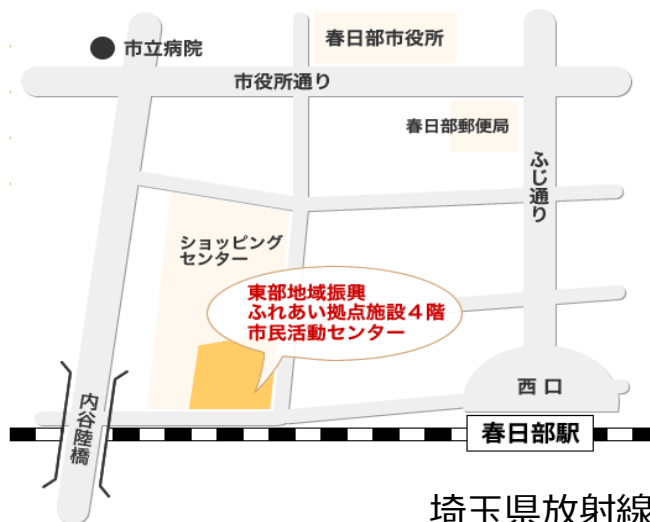 春日部市役所
市立病院
市役所通り
春日部郵便局
ふじ通り
ショッピング
センター
東部地域振興
ふれあい拠点施設4階
市民活動センター
西口
内谷陸橋
春日部駅
埼玉県放射線